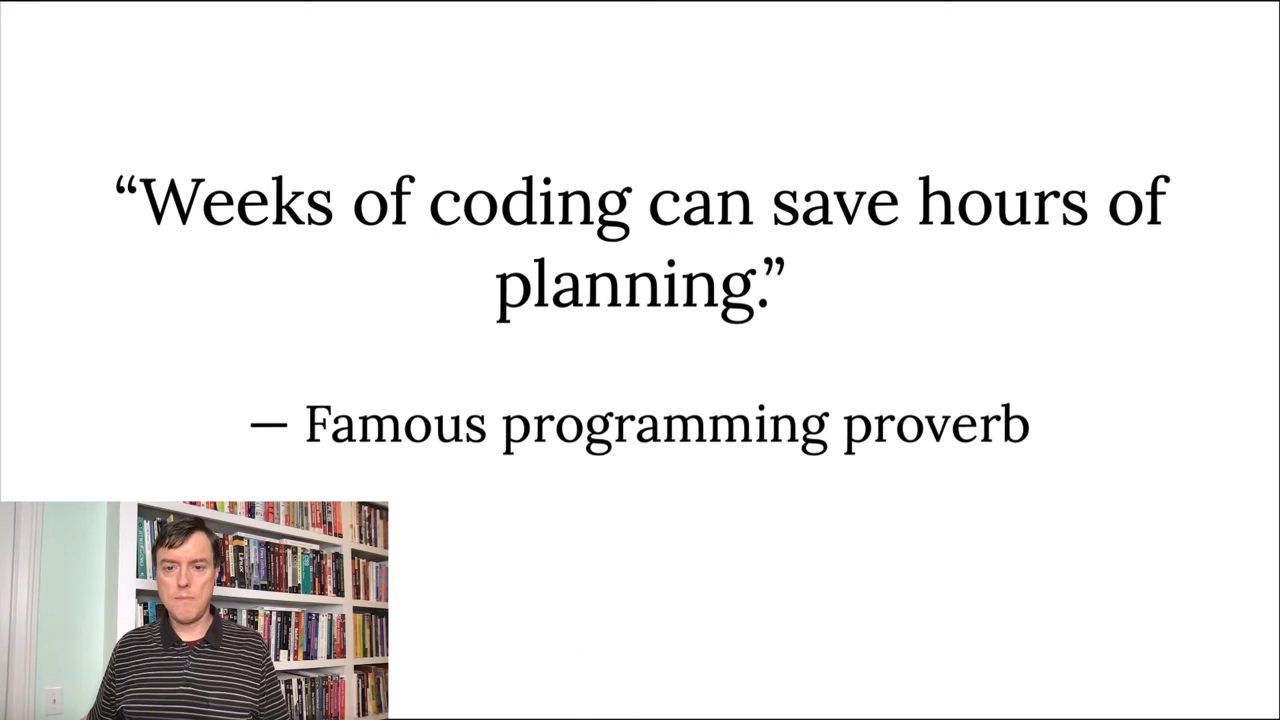 “Weeks of coding can save hours of
planning.”
— Famous programming proverb